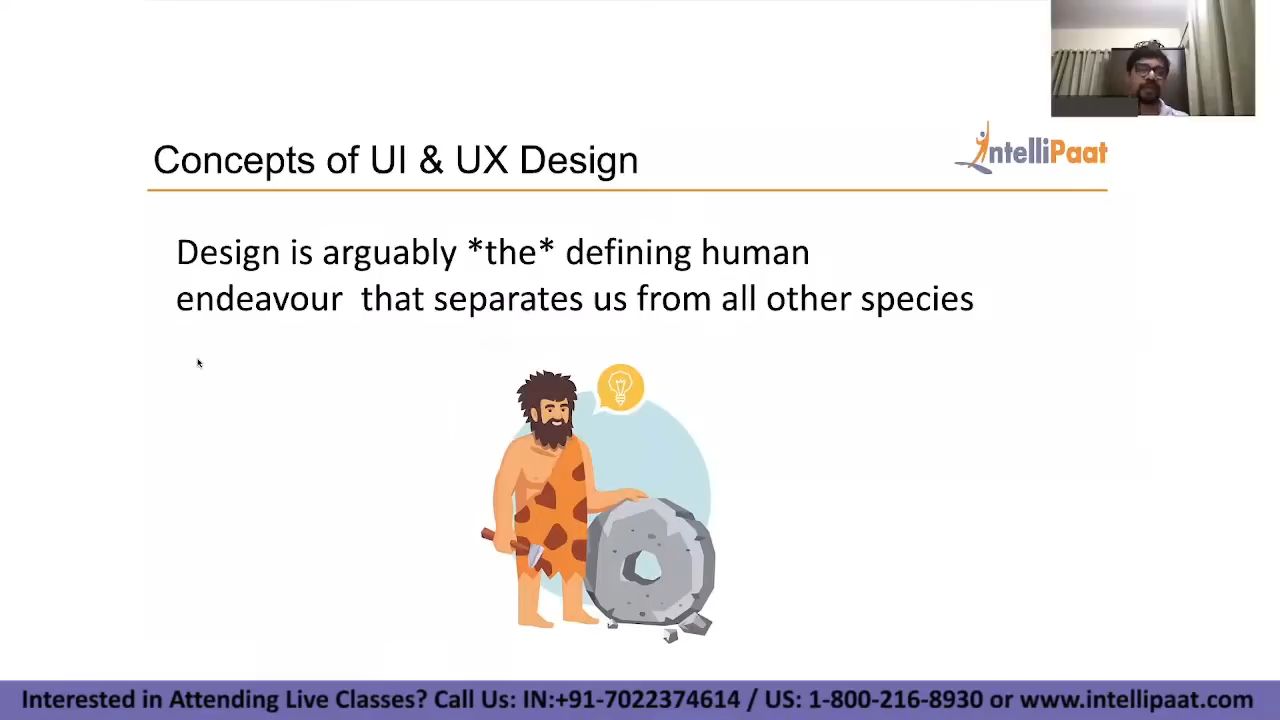 Concepts of UI & UX Design
IntelliPaat
Design is arguably *the* defining human
endeavour that separates us from all other species
Interested in Attending Live Classes? Call Us: IN:+91-7022374614 / US: 1-800-216-8930 or www.intellipaat.com